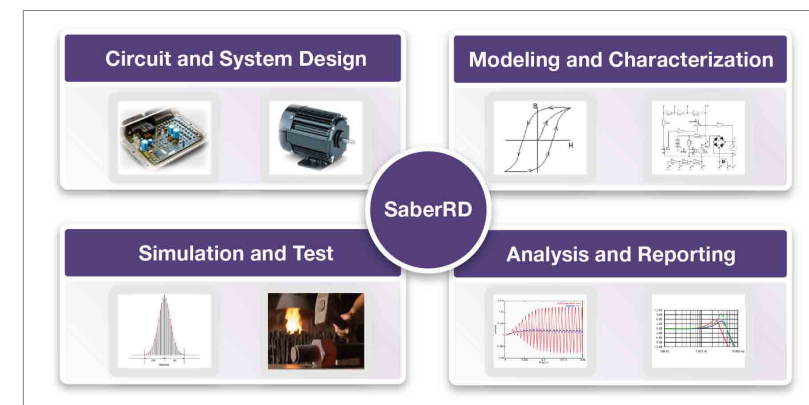 Circuit and System Design
Modeling and Characterization
B
H
SaberRD
Simulation and Test
Analysis and Reporting